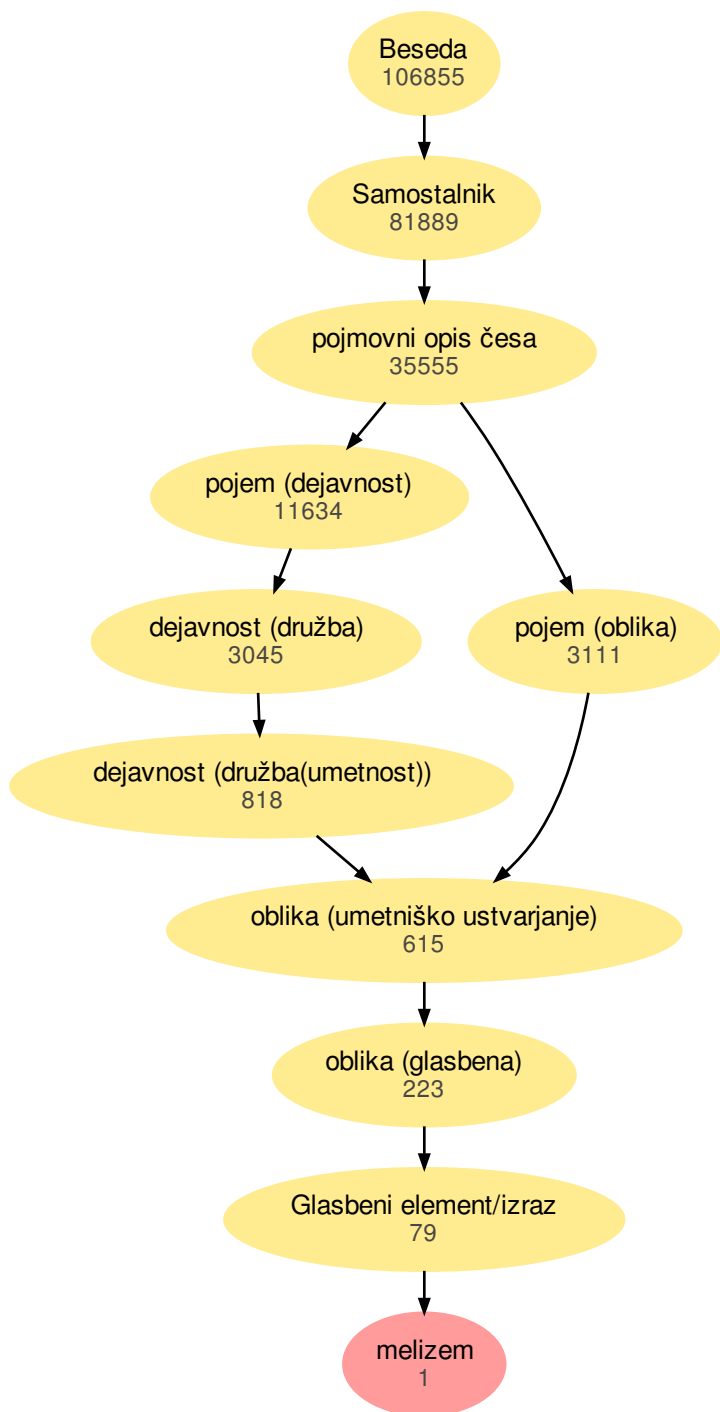 Beseda
106855
Samostalnik
81889
pojmovni opis česa
35555
pojem (dejavnost)
11634
dejavnost (družba)
3045
pojem (oblika)
3111
dejavnost (družba(umetnost))
818
oblika (umetniško ustvarjanje)
615
oblika (glasbena)
223
Glasbeni element/izraz
79
melizem
1